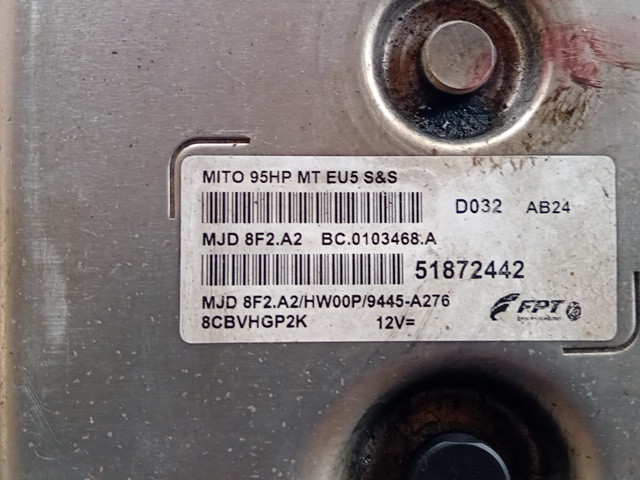 MITO 95HP MT EU5 S&S
D032 AB24
MJD 8F2.A2 BC.0103468.A
51872442
MJD 8F2.A2/HW00P/9445-A276
8CBVHGP2K 12V=
FPT